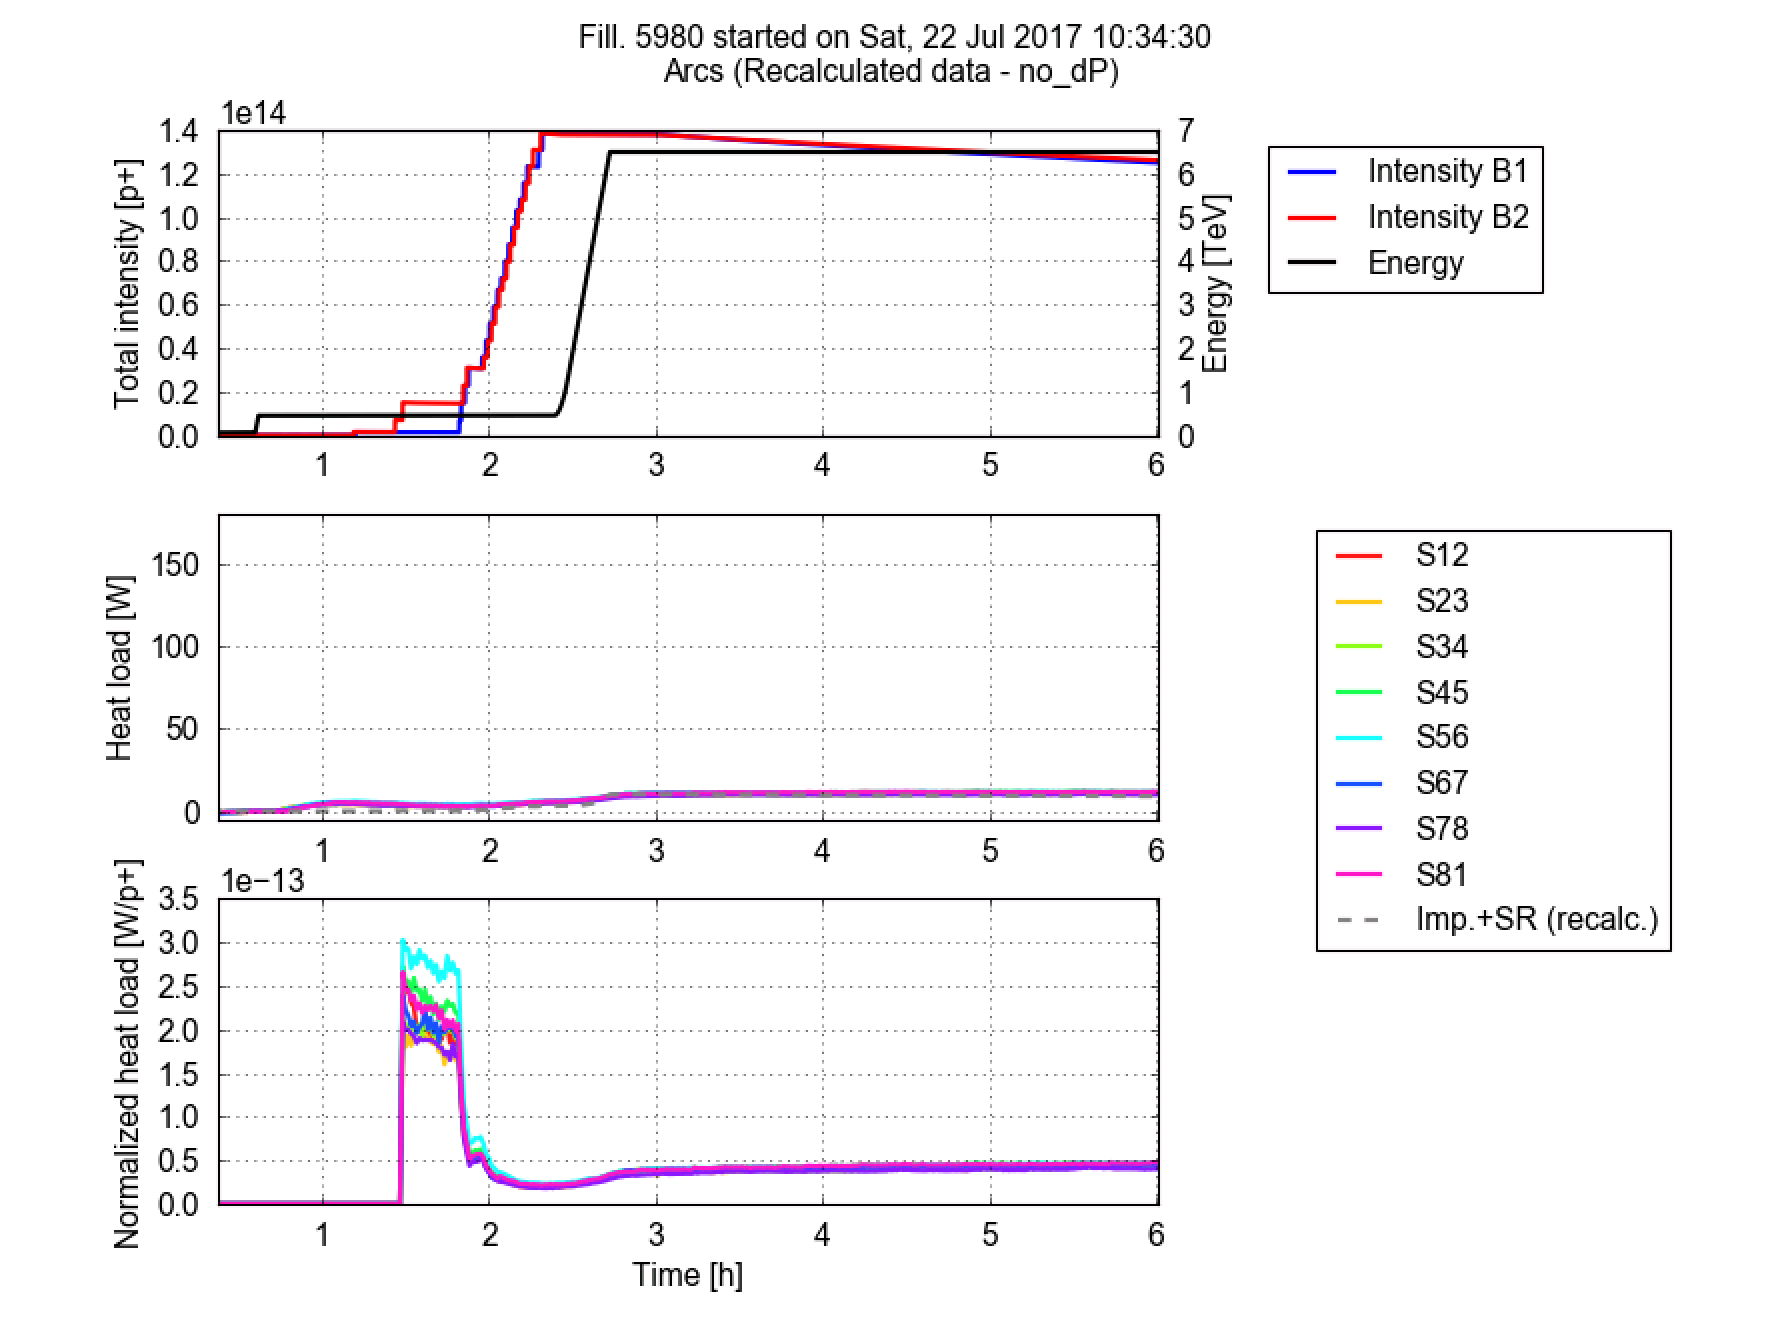 Fill. 5980 started on Sat, 22 Jul 2017 10:34:30
Arcs (Recalculated data - no_dP)
1e14
Total intensity [p+]
1.4
1.2
1.0
0.8
0.6
0.4
0.2
0.0
7
6
5
4
3
2
1
0
Energy [TeV]
1 2 3 4 5 6
Intensity B1
Intensity B2
Energy
Heat load [W]
150
100
50
0
1 2 3 4 5 6
S12
S23
S34
S45
S56
S67
S78
S81
Imp.+SR (recalc.)
1e−13
Normalized heat load [W/p+]
3.5
3.0
2.5
2.0
1.5
1.0
0.5
0.0
1 2 3 4 5 6
Time [h]